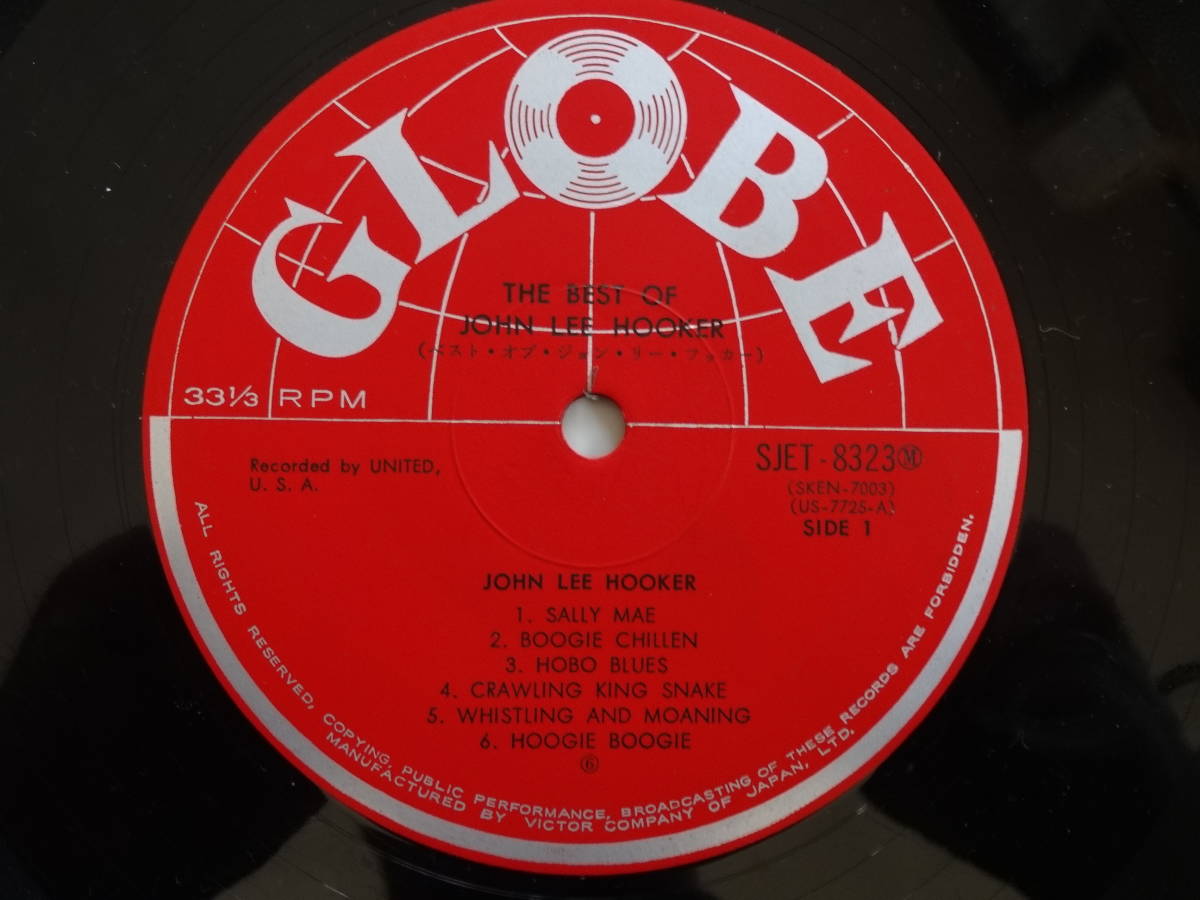 GLOBE
THE BEST OF
JOHN LEE HOOKER
(ベスト・オブ・ジョン・リー・フッカー)
33⅓ RPM
Recorded by UNITED,
U. S. A.
SJET-8323Ⓜ
(SKEN-7003)
(US-7725-A)
SIDE 1
JOHN LEE HOOKER
1. SALLY MAE
2. BOOGIE CHILLEN
3. HOBO BLUES
4. CRAWLING KING SNAKE
5. WHISTLING AND MOANING
6. HOOGIE BOOGIE
⑥
ALL RIGHTS RESERVED, COPYING, PUBLIC PERFORMANCE, BROADCASTING OF THESE RECORDS ARE FORBIDDEN.
MANUFACTURED BY VICTOR COMPANY OF JAPAN, LTD.